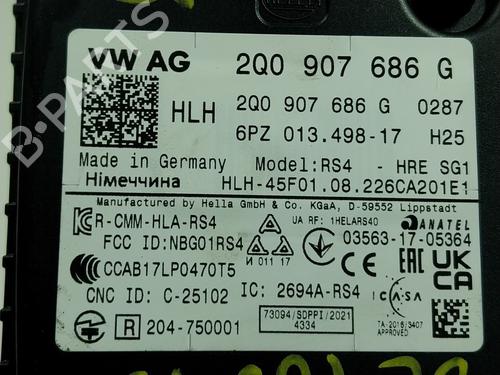 HELLA
VW AG 2Q0 907 686 G
HLH 2Q0 907 686 G 0287
6PZ 013.498-17 H25
Made in Germany Model: RS4 - HRE SG1
Німеччина HLH-45F01.08.226CA201E1
Manufactured by Hella GmbH & Co. KGaA, D-59552 Lippstadt
R-CMM-HLA-RS4 UA RF: 1HELARS40 ANATEL
FCC ID: NBG01RS4 03563-17-05364
И 011 17
CCAB17LP0470T5 EAC UK CA
CNC ID: C-25102 IC: 2694A-RS4 ICASA
R 204-750001 73094/SDPPI/2021 4334 TA-2016/3407 APPROVED
B-PARTS